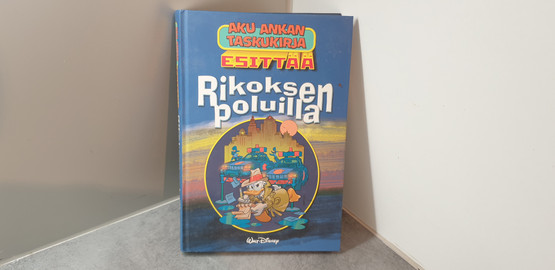 AKU ANKAN
TASKUKIRJA
ESITTÄÄ
Rikoksen
poluilla
Walt Disney